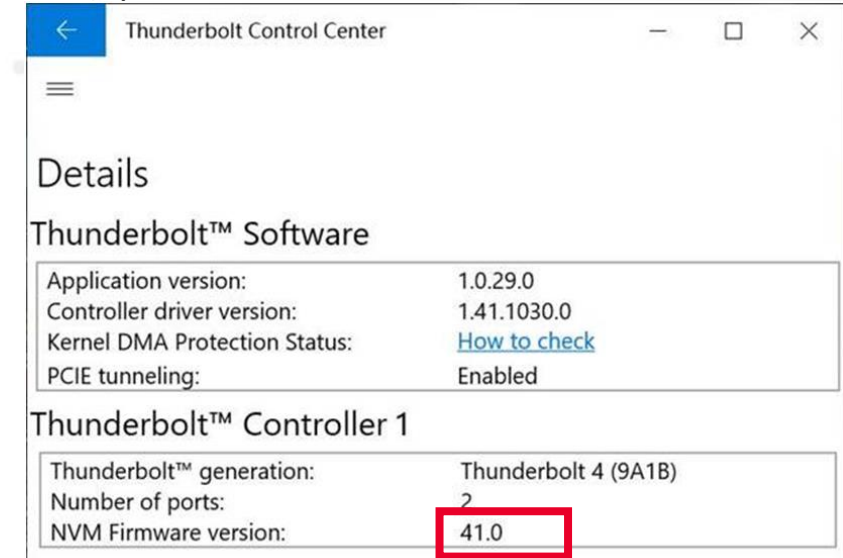 Thunderbolt Control Center
Details
Thunderbolt™ Software
Application version: 1.0.29.0
Controller driver version: 1.41.1030.0
Kernel DMA Protection Status: How to check
PCIE tunneling: Enabled
Thunderbolt™ Controller 1
Thunderbolt™ generation: Thunderbolt 4 (9A1B)
Number of ports: 2
NVM Firmware version: 41.0